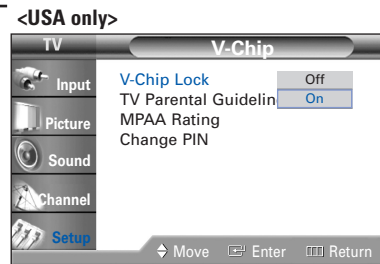 <USA only>
TV
V-Chip
Input
Picture
Sound
Channel
Setup
V-Chip Lock
Off
TV Parental Guidelin
On
MPAA Rating
Change PIN
Move Enter Return